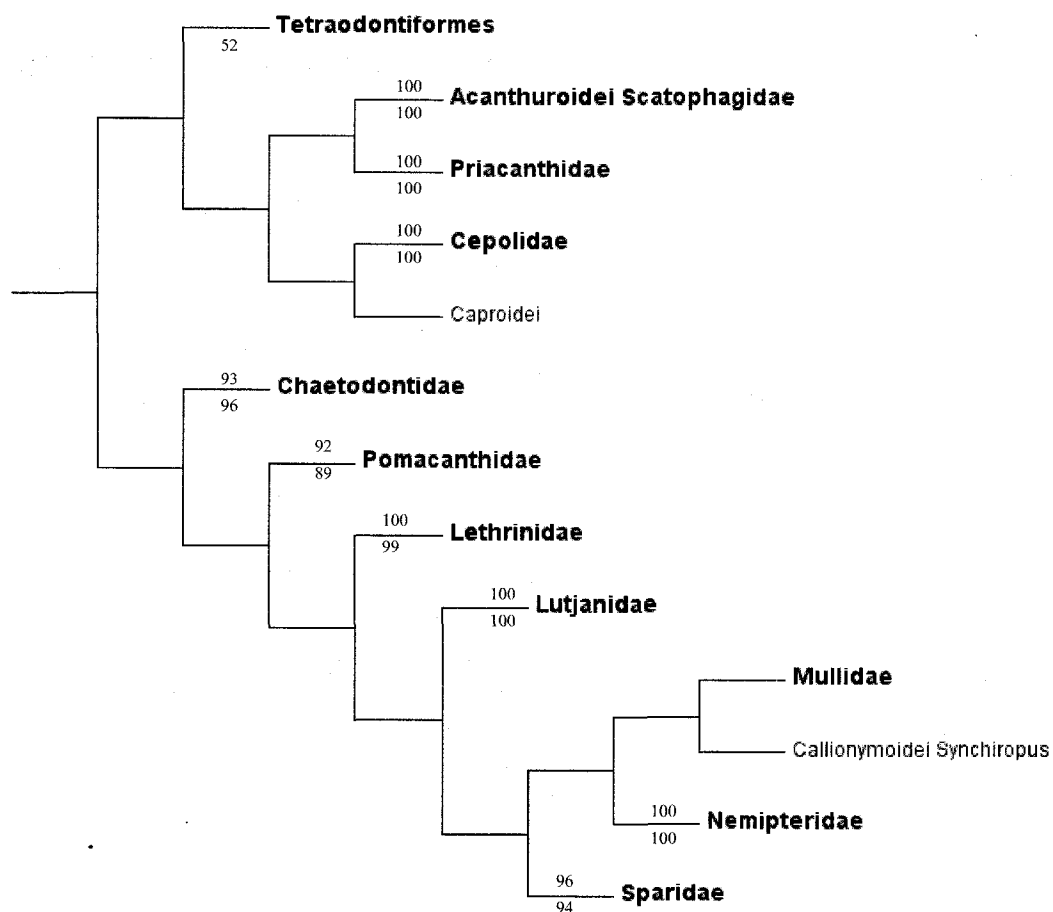 Tetraodontiformes
52
100
Acanthuroidei Scatophagidae
100
100
Priacanthidae
100
100
Cepolidae
100
Caproidei
93
Chaetodontidae
96
92
Pomacanthidae
89
100
Lethrinidae
99
100
Lutjanidae
100
Mullidae
Callionymoidei Synchiropus
100
Nemipteridae
100
96
Sparidae
94